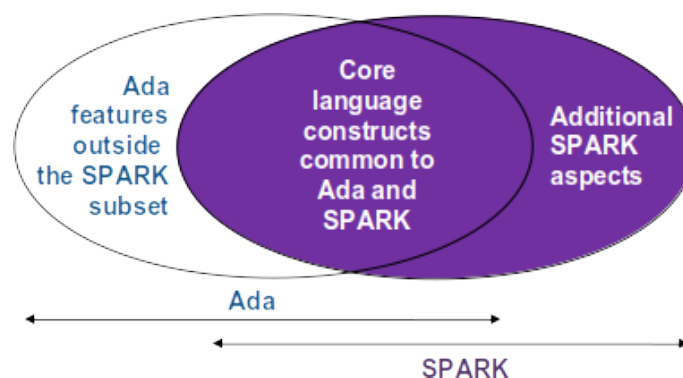 Ada
features
outside
the SPARK
subset
Core
language
constructs
common to
Ada and
SPARK
Additional
SPARK
aspects
Ada
SPARK